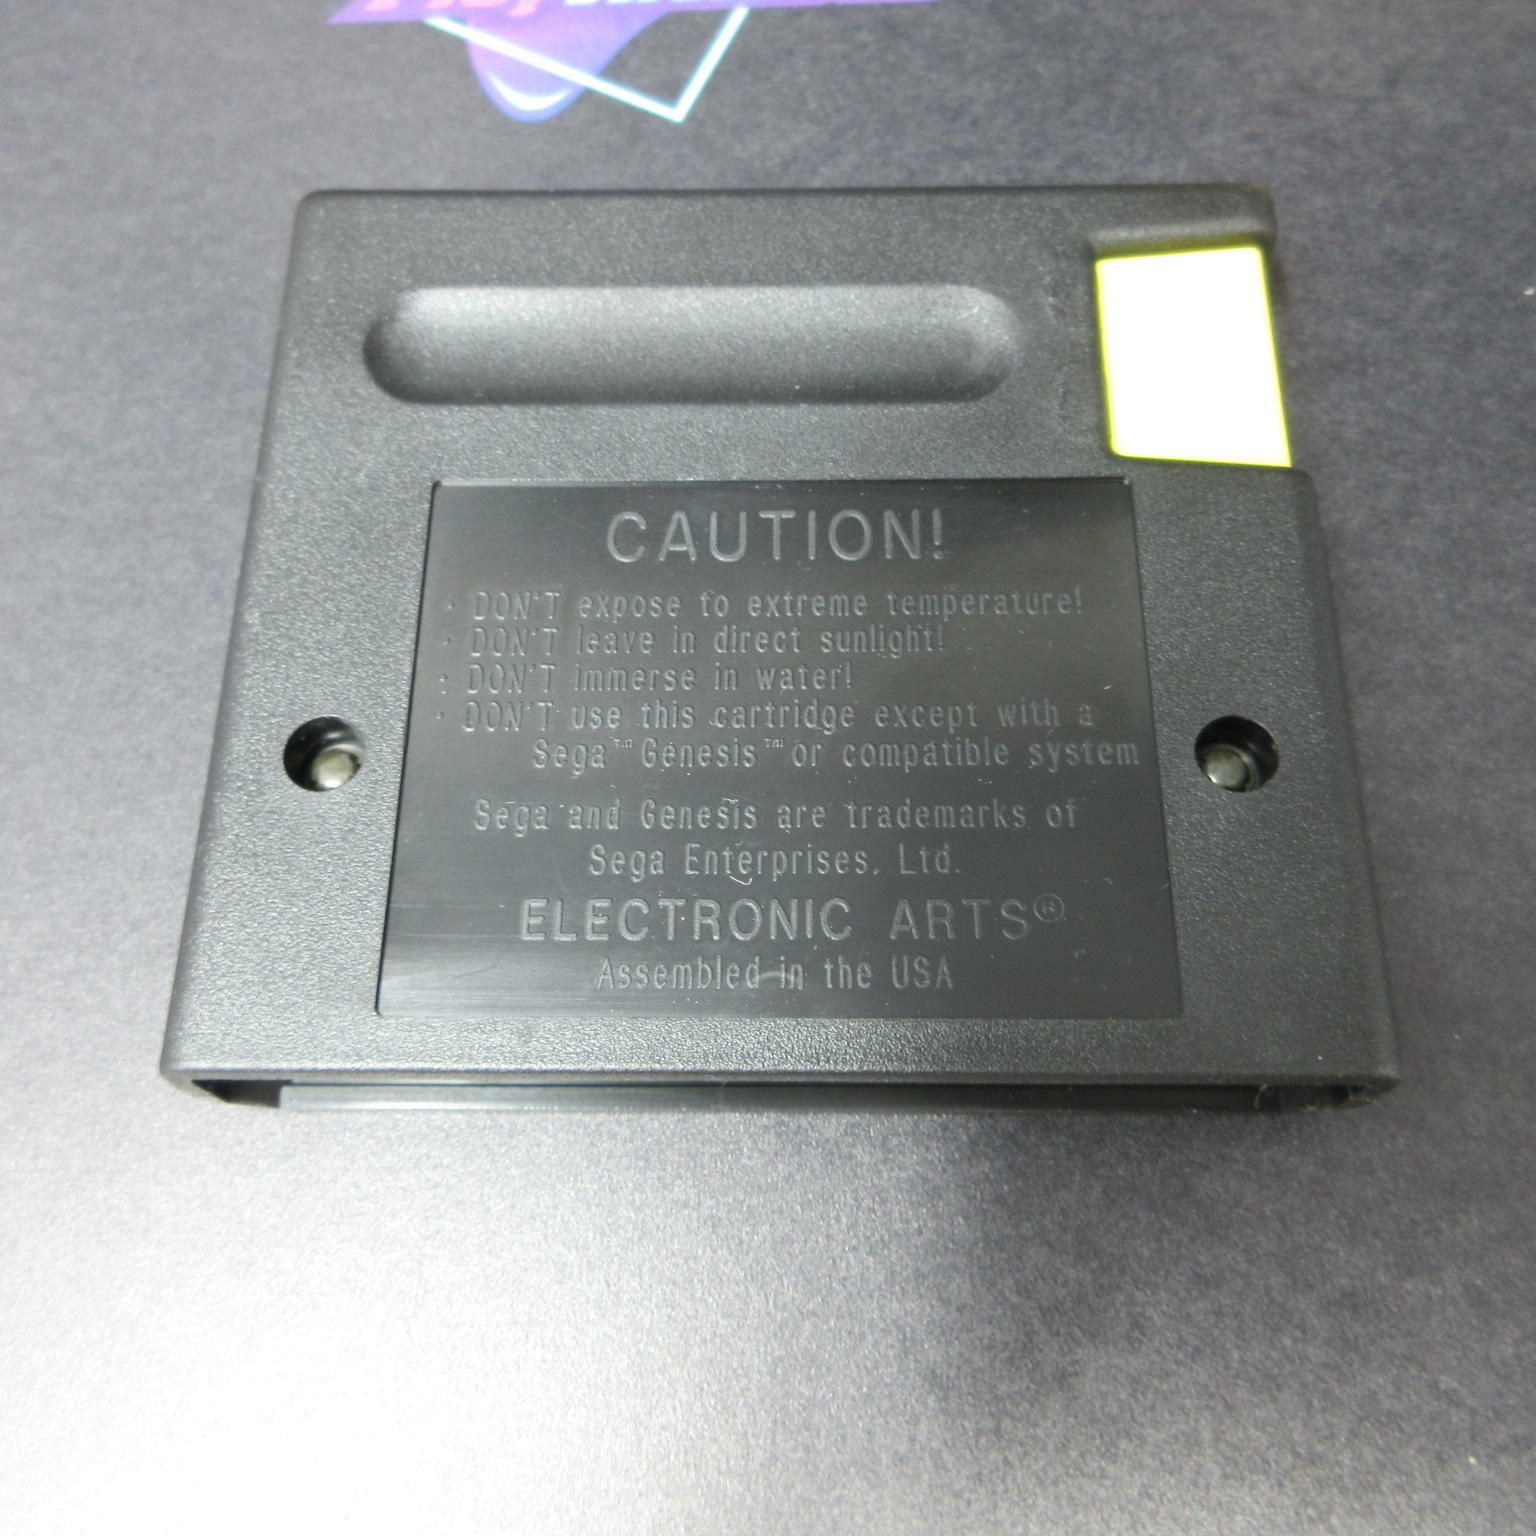 CAUTION!
· DON'T expose to extreme temperature!
· DON'T leave in direct sunlight!
· DON'T immerse in water!
· DON'T use this cartridge except with a
Sega™ Genesis™ or compatible system
Sega and Genesis are trademarks of
Sega Enterprises, Ltd.
ELECTRONIC ARTS®
Assembled in the USA